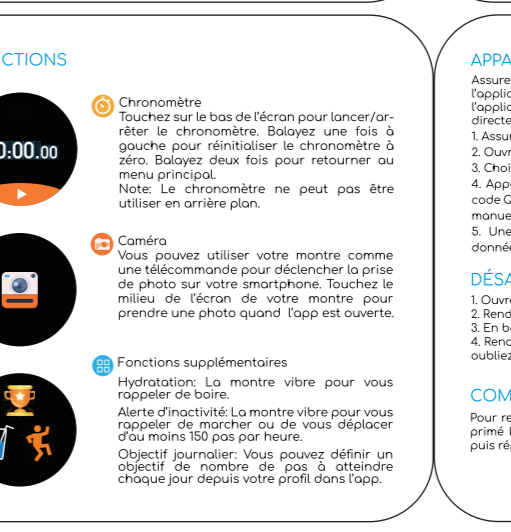 CTIONS
0:00.00
Chronomètre
Touchez sur le bas de l'écran pour lancer/ar-
rêter le chronomètre. Balayez une fois à
gauche pour réinitialiser le chronomètre à
zéro. Balayez deux fois pour retourner au
menu principal.
Note: Le chronomètre ne peut pas être
utiliser en arrière plan.
Caméra
Vous pouvez utiliser votre montre comme
une télécommande pour déclencher la prise
de photo sur votre smartphone. Touchez le
milieu de l'écran de votre montre pour
prendre une photo quand l'app est ouverte.
Fonctions supplémentaires
Hydratation: La montre vibre pour vous
rappeler de boire.
Alerte d'inactivité: La montre vibre pour vous
rappeler de marcher ou de vous déplacer
d'au moins 150 pas par heure.
Objectif journalier: Vous pouvez définir un
objectif de nombre de pas à atteindre
chaque jour depuis votre profil dans l'app.
APPA
Assure
l'applic
l'applic
directe
1. Assur
2. Ouvr
3. Choi
4. App
code Q
manue
5. Une
donnée
DÉSA
1. Ouvre
2. Rend
3. En ba
4. Rend
oubliez
COM
Pour re
primé l
puis rép